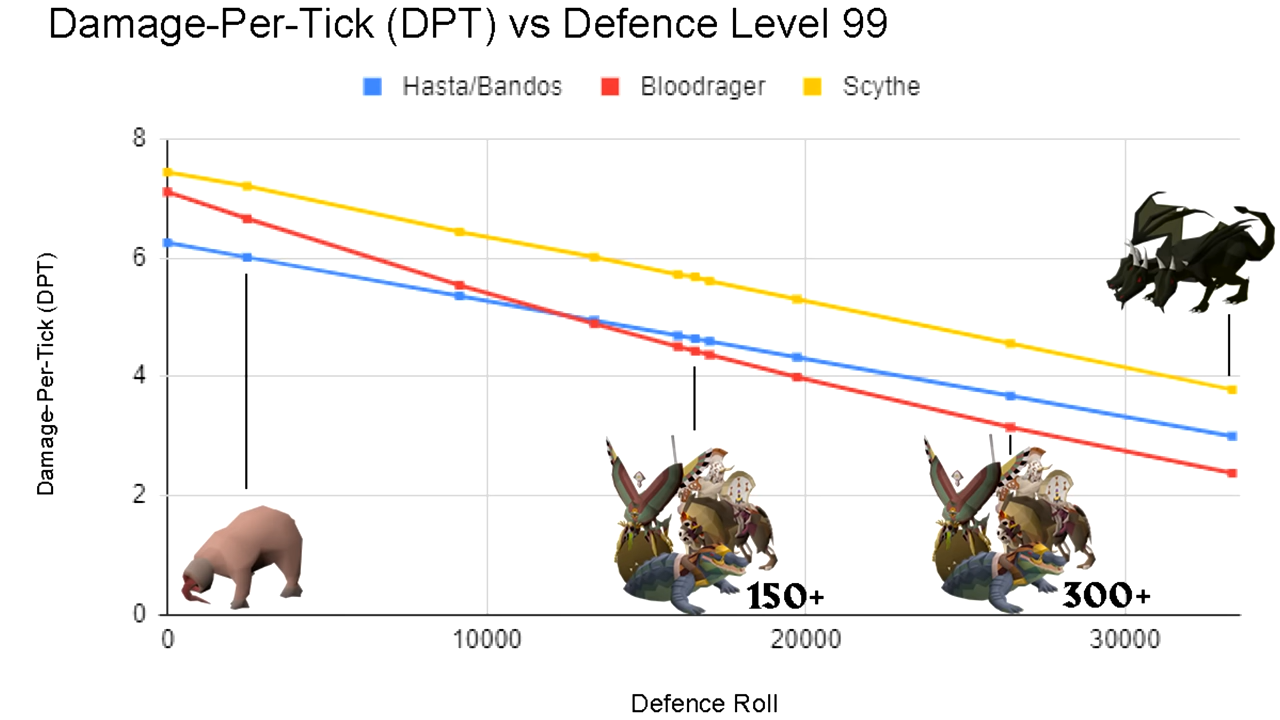 Damage-Per-Tick (DPT) vs Defence Level 99
Hasta/Bandos Bloodrager Scythe
8
6
4
2
0
Damage-Per-Tick (DPT)
150+
300+
0 10000 20000 30000
Defence Roll